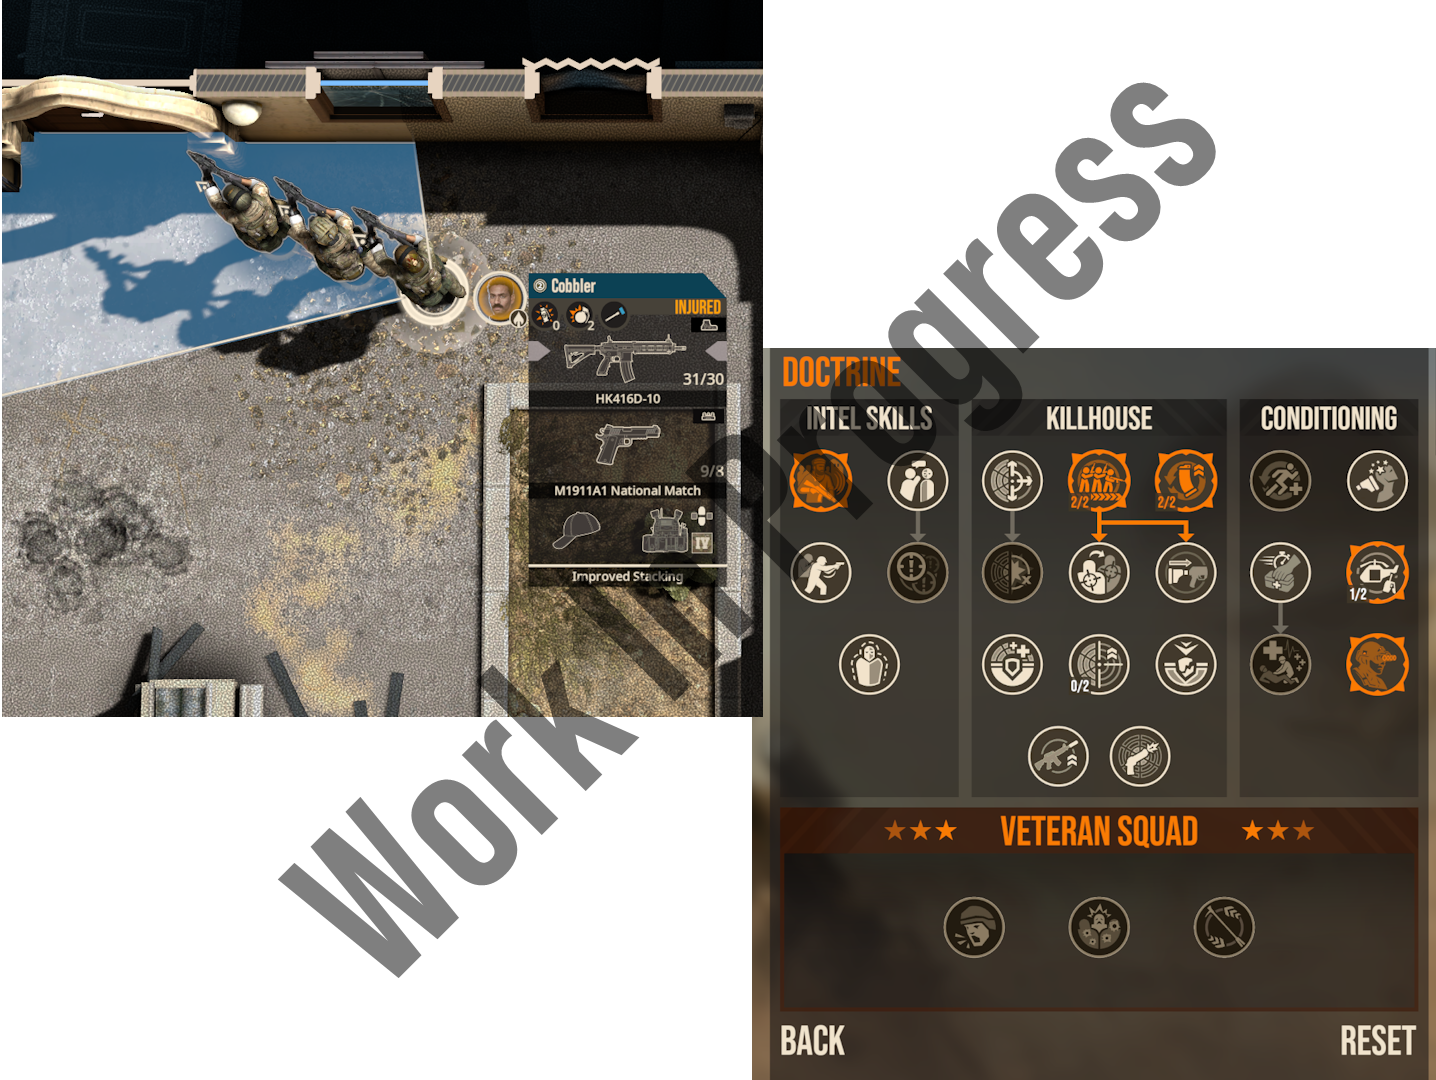 ② Cobbler
INJURED
0
2
31/30
HK416D-10
9/8
M1911A1 National Match
IV
Improved Stacking
Work In Progress
DOCTRINE
INTEL SKILLS
KILLHOUSE
CONDITIONING
2/2
2/2
1/2
0/2
VETERAN SQUAD
BACK
RESET